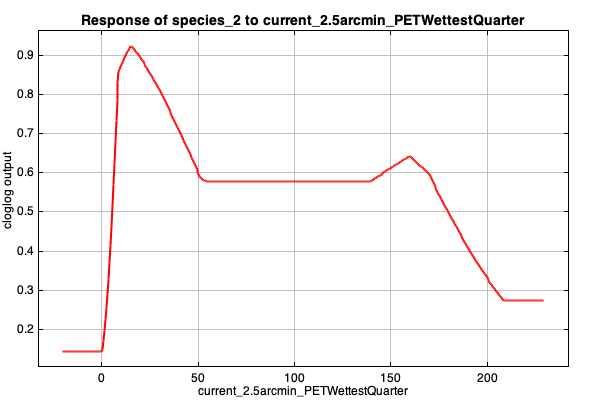 Response of species_2 to current_2.5arcmin_PETWettestQuarter
cloglog output
0.9
0.8
0.7
0.6
0.5
0.4
0.3
0.2
0 50 100 150 200
current_2.5arcmin_PETWettestQuarter